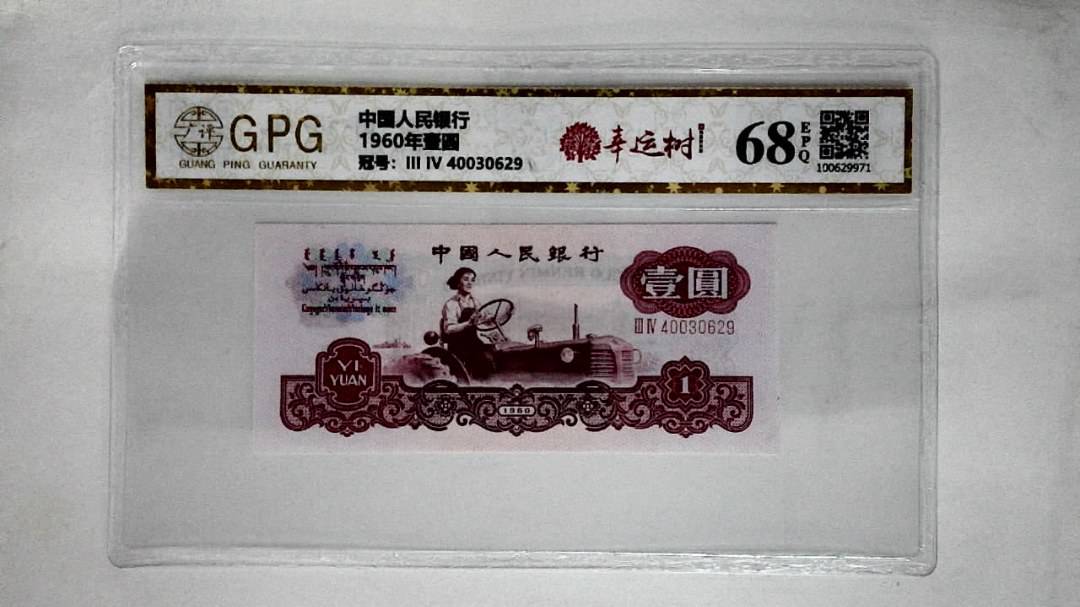 GPG
GUANG PING GUARANTY
中國人民银行
1960年壹圓
冠号：III IV 40030629
幸运树
68
EPQ
100629971
中國人民銀行
壹圓
III IV 40030629
YI
YUAN
1960
1